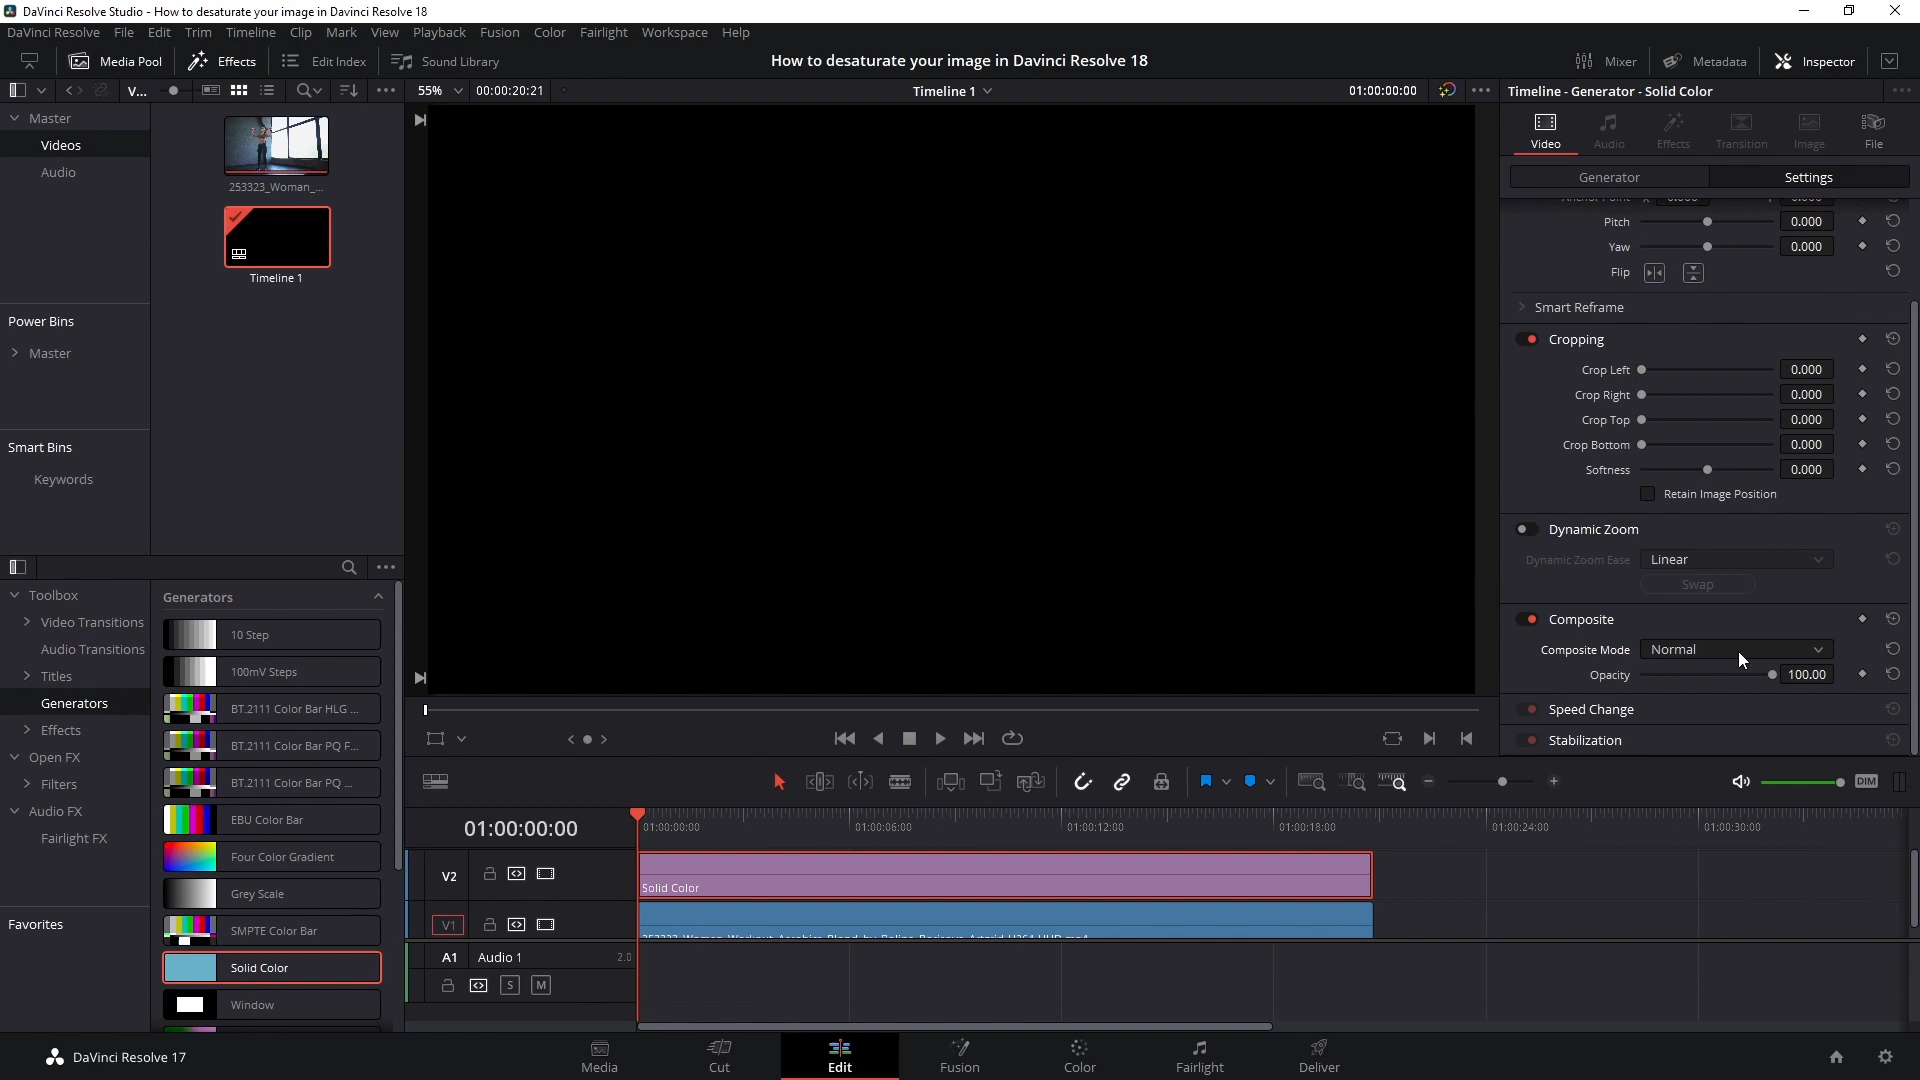 DaVinci Resolve Studio - How to desaturate your image in Davinci Resolve 18
DaVinci Resolve File Edit Trim Timeline Clip Mark View Playback Fusion Color Fairlight Workspace Help
Media Pool Effects Edit Index Sound Library How to desaturate your image in Davinci Resolve 18 Mixer Metadata Inspector
V... 55% 00:00:20:21 Timeline 1 01:00:00:00 Timeline - Generator - Solid Color
Master
Videos
Audio
253323_Woman_...
Timeline 1
Power Bins
Master
Smart Bins
Keywords
Video Audio Effects Transition Image File
Generator Settings
Pitch 0.000
Yaw 0.000
Flip
Smart Reframe
Cropping
Crop Left 0.000
Crop Right 0.000
Crop Top 0.000
Crop Bottom 0.000
Softness 0.000
Retain Image Position
Dynamic Zoom
Dynamic Zoom Ease Linear
Swap
Composite
Composite Mode Normal
Opacity 100.00
Speed Change
Stabilization
Toolbox
Video Transitions
Audio Transitions
Titles
Generators
Effects
Open FX
Filters
Audio FX
Fairlight FX
Favorites
Generators
10 Step
100mV Steps
BT.2111 Color Bar HLG ...
BT.2111 Color Bar PQ F...
BT.2111 Color Bar PQ ...
EBU Color Bar
Four Color Gradient
Grey Scale
SMPTE Color Bar
Solid Color
Window
DIM
01:00:00:00 01:00:00:00 01:00:06:00 01:00:12:00 01:00:18:00 01:00:24:00 01:00:30:00
V2 Solid Color
V1
A1 Audio 1 2.0
S M
DaVinci Resolve 17 Media Cut Edit Fusion Color Fairlight Deliver